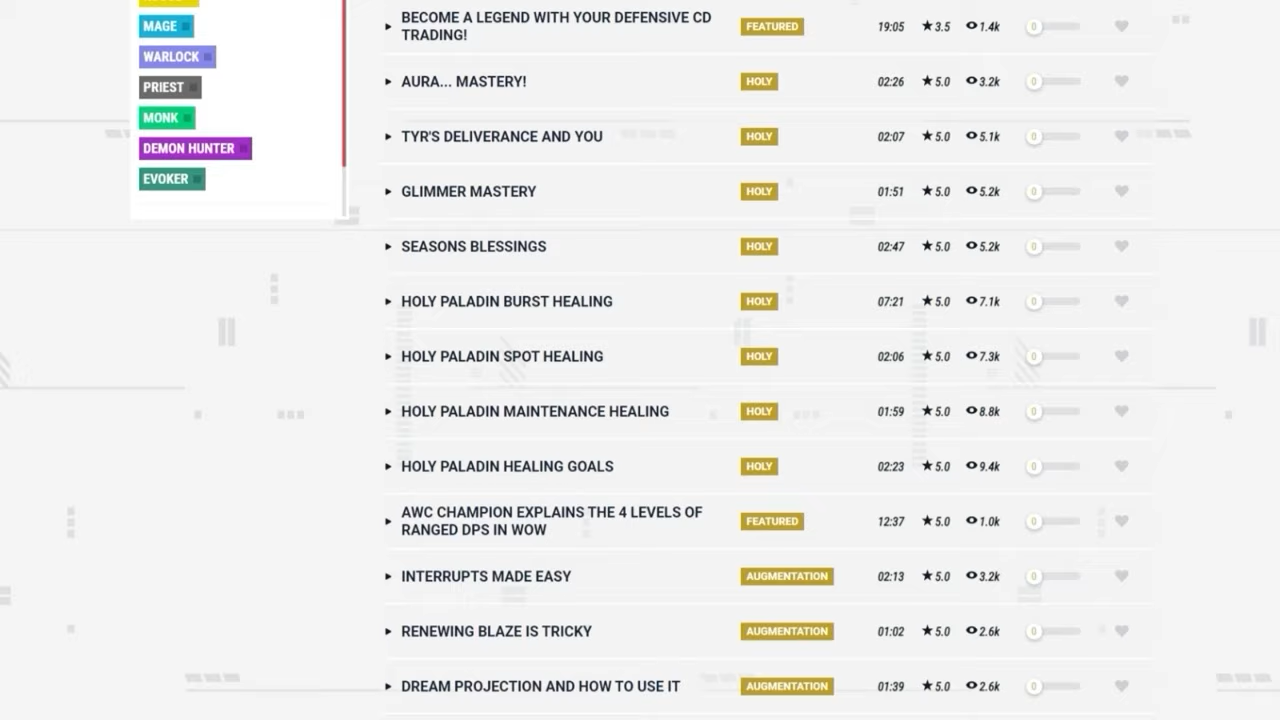 MAGE
WARLOCK
PRIEST
MONK
DEMON HUNTER
EVOKER
BECOME A LEGEND WITH YOUR DEFENSIVE CD
TRADING!
FEATURED 19:05 ★3.5 1.4k 0
AURA... MASTERY! HOLY 02:26 ★5.0 3.2k 0
TYR'S DELIVERANCE AND YOU HOLY 02:07 ★5.0 5.1k 0
GLIMMER MASTERY HOLY 01:51 ★5.0 5.2k 0
SEASONS BLESSINGS HOLY 02:47 ★5.0 5.2k 0
HOLY PALADIN BURST HEALING HOLY 07:21 ★5.0 7.1k 0
HOLY PALADIN SPOT HEALING HOLY 02:06 ★5.0 7.3k 0
HOLY PALADIN MAINTENANCE HEALING HOLY 01:59 ★5.0 8.8k 0
HOLY PALADIN HEALING GOALS HOLY 02:23 ★5.0 9.4k 0
AWC CHAMPION EXPLAINS THE 4 LEVELS OF
RANGED DPS IN WOW
FEATURED 12:37 ★5.0 1.0k 0
INTERRUPTS MADE EASY AUGMENTATION 02:13 ★5.0 3.2k 0
RENEWING BLAZE IS TRICKY AUGMENTATION 01:02 ★5.0 2.6k 0
DREAM PROJECTION AND HOW TO USE IT AUGMENTATION 01:39 ★5.0 2.6k 0